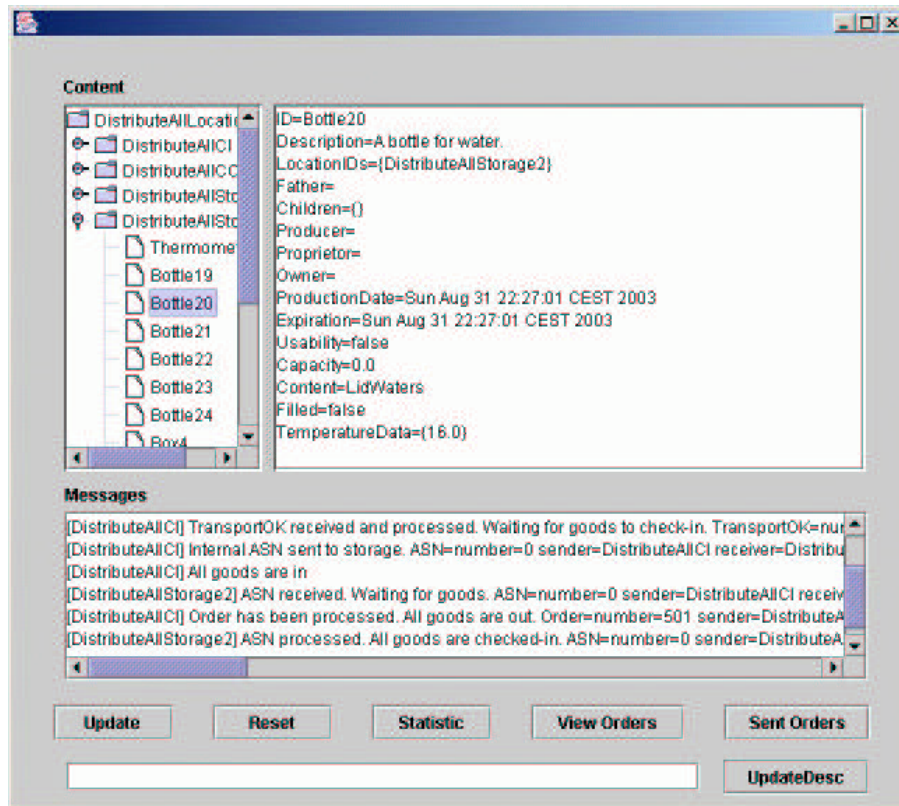 Content
DistributeAllLocatio
DistributeAllCI
DistributeAllCC
DistributeAllSto
DistributeAllSto
Thermome
Bottle19
Bottle20
Bottle21
Bottle22
Bottle23
Bottle24
Box4
ID=Bottle20
Description=A bottle for water.
LocationIDs={DistributeAllStorage2}
Father=
Children={}
Producer=
Proprietor=
Owner=
ProductionDate=Sun Aug 31 22:27:01 CEST 2003
Expiration=Sun Aug 31 22:27:01 CEST 2003
Usability=false
Capacity=0.0
Content=LidWaters
Filled=false
TemperatureData={16.0}
Messages
[DistributeAllCI] TransportOK received and processed. Waiting for goods to check-in. TransportOK=nur
[DistributeAllCI] Internal ASN sent to storage. ASN=number=0 sender=DistributeAllCI receiver=Distribu
[DistributeAllCI] All goods are in
[DistributeAllStorage2] ASN received. Waiting for goods. ASN=number=0 sender=DistributeAllCI receiv
[DistributeAllCI] Order has been processed. All goods are out. Order=number=501 sender=DistributeA
[DistributeAllStorage2] ASN processed. All goods are checked-in. ASN=number=0 sender=DistributeA
Update Reset Statistic View Orders Sent Orders
UpdateDesc